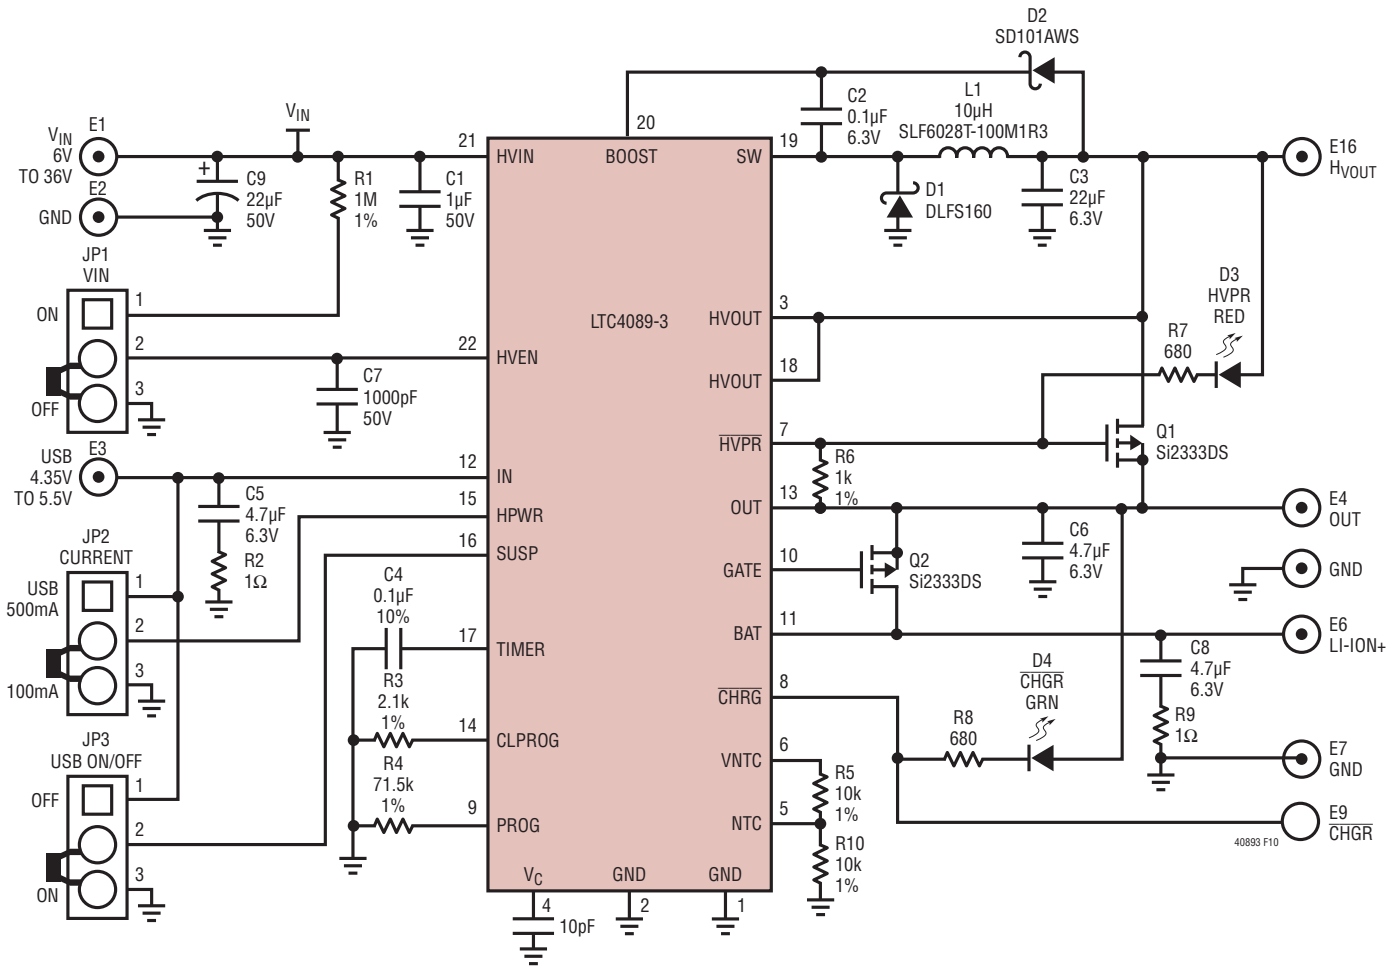 D2
SD101AWS
C2
0.1µF
6.3V
L1
10µH
SLF6028T-100M1R3
20
BOOST
V_IN
E1
V_IN
6V
TO 36V
E2
GND
C9
22µF
50V
+
R1
1M
1%
C1
1µF
50V
21
HVIN
SW
19
D1
DLFS160
C3
22µF
6.3V
E16
H_VOUT
JP1
VIN
ON
1
2
3
OFF
22
HVEN
C7
1000pF
50V
LTC4089-3
HVOUT
3
HVOUT
18
D3
HVPR
RED
R7
680
HVPR
7
R6
1k
1%
Q1
Si2333DS
USB
4.35V
TO 5.5V
E3
12
IN
C5
4.7µF
6.3V
R2
1Ω
15
HPWR
16
SUSP
OUT
13
E4
OUT
JP2
CURRENT
USB
500mA
1
2
3
100mA
GATE
10
Q2
Si2333DS
C6
4.7µF
6.3V
GND
C4
0.1µF
10%
17
TIMER
BAT
11
E6
LI-ION+
C8
4.7µF
6.3V
R9
1Ω
CHRG
8
D4
CHGR
GRN
R8
680
R3
2.1k
1%
14
CLPROG
R4
71.5k
1%
9
PROG
VNTC
6
R5
10k
1%
NTC
5
R10
10k
1%
E7
GND
E9
CHGR
40893 F10
JP3
USB ON/OFF
OFF
1
2
3
ON
V_C
4
10pF
GND
2
GND
1